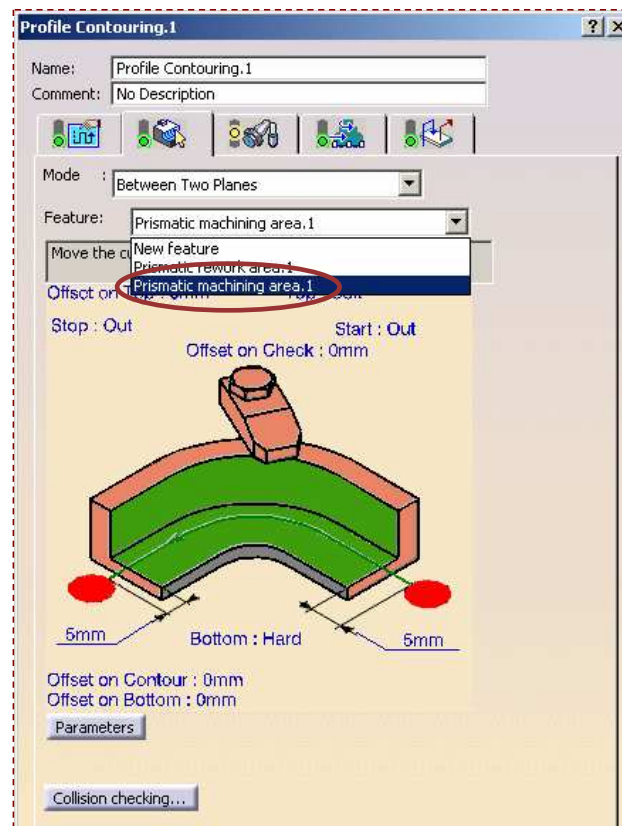 Profile Contouring.1
Name: Profile Contouring.1
Comment: No Description
Mode : Between Two Planes
Feature: Prismatic machining area.1
Move the
New feature
Prismatic rework area.1
Prismatic machining area.1
Offset on
Stop : Out
Start : Out
Offset on Check : 0mm
5mm
Bottom : Hard
5mm
Offset on Contour : 0mm
Offset on Bottom : 0mm
Parameters
Collision checking...